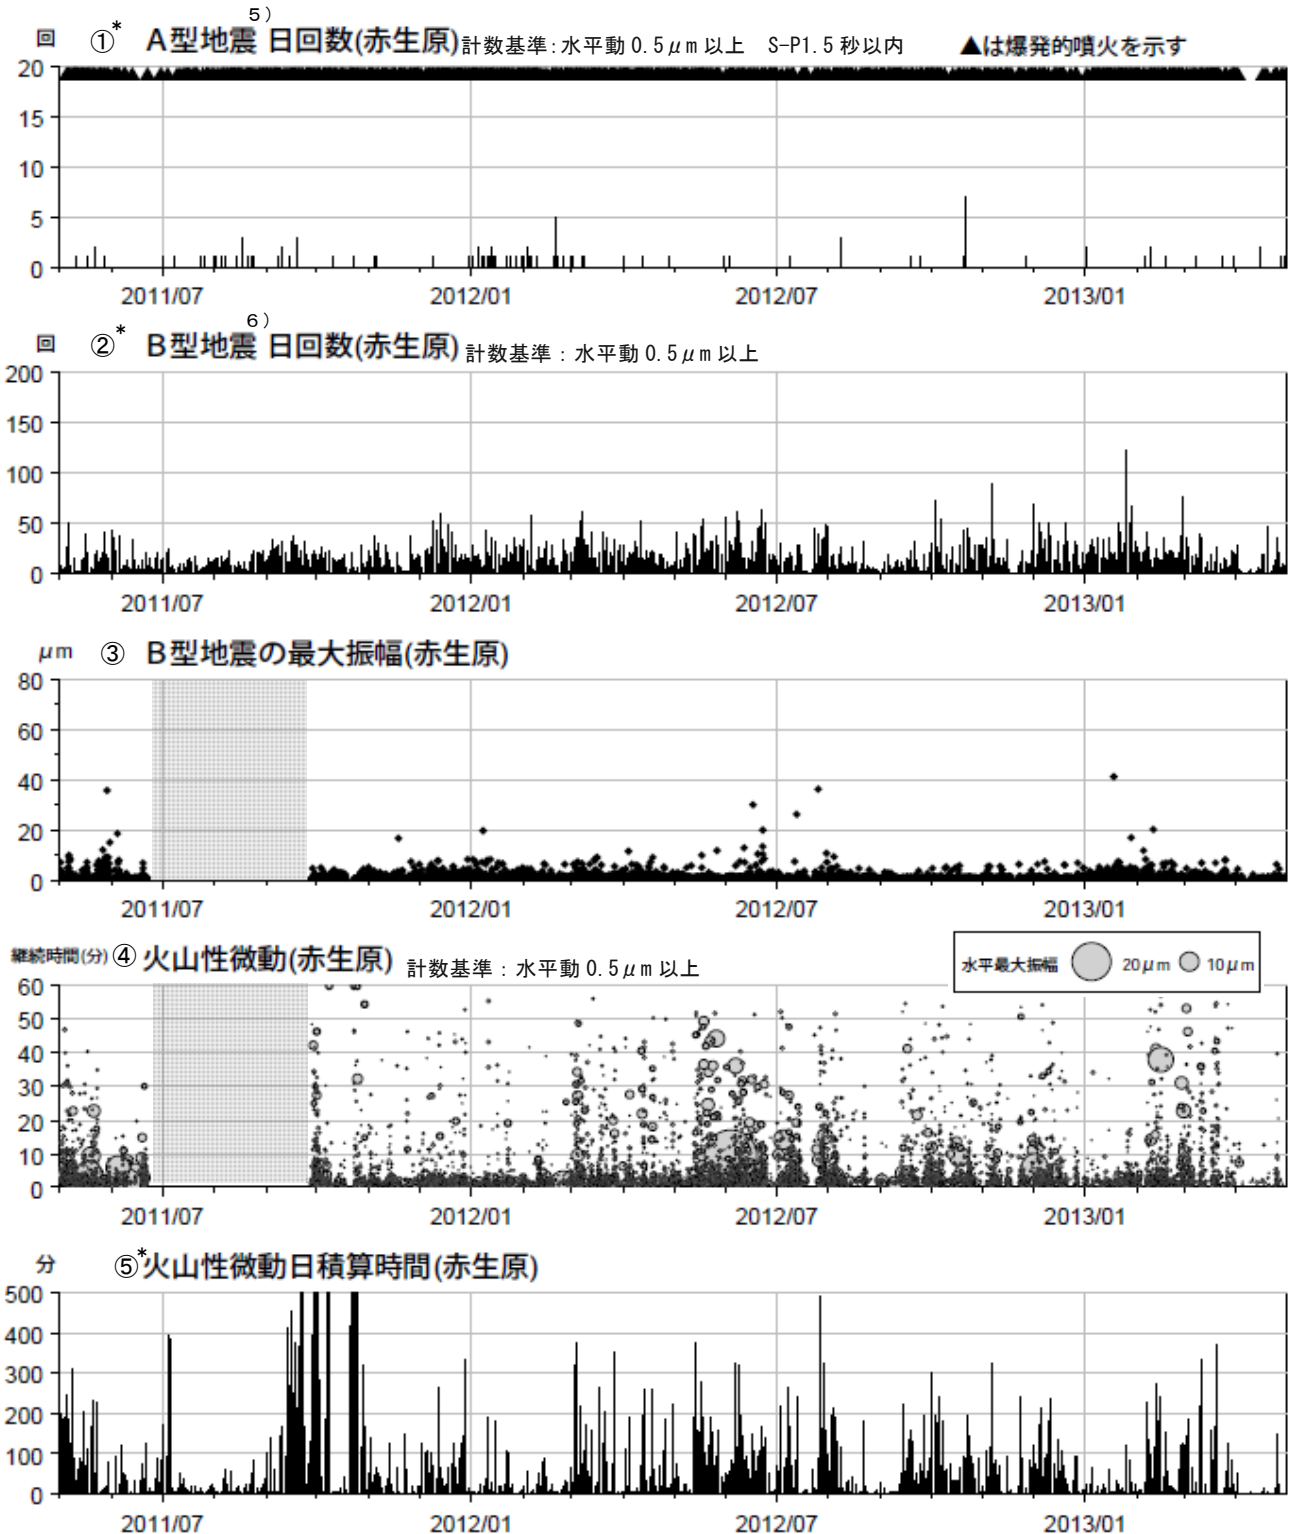 5）
回 ①* A型地震 日回数(赤生原) 計数基準：水平動 0.5μm以上 S-P1.5秒以内 ▲は爆発的噴火を示す
20
15
10
5
0
2011/07 2012/01 2012/07 2013/01
6）
回 ②* B型地震 日回数(赤生原) 計数基準：水平動 0.5μm以上
200
150
100
50
0
2011/07 2012/01 2012/07 2013/01
μm ③ B型地震の最大振幅(赤生原)
80
60
40
20
0
2011/07 2012/01 2012/07 2013/01
継続時間(分) ④ 火山性微動(赤生原) 計数基準：水平動 0.5μm以上
水平最大振幅 20μm 10μm
60
50
40
30
20
10
0
2011/07 2012/01 2012/07 2013/01
分 ⑤* 火山性微動日積算時間(赤生原)
500
400
300
200
100
0
2011/07 2012/01 2012/07 2013/01